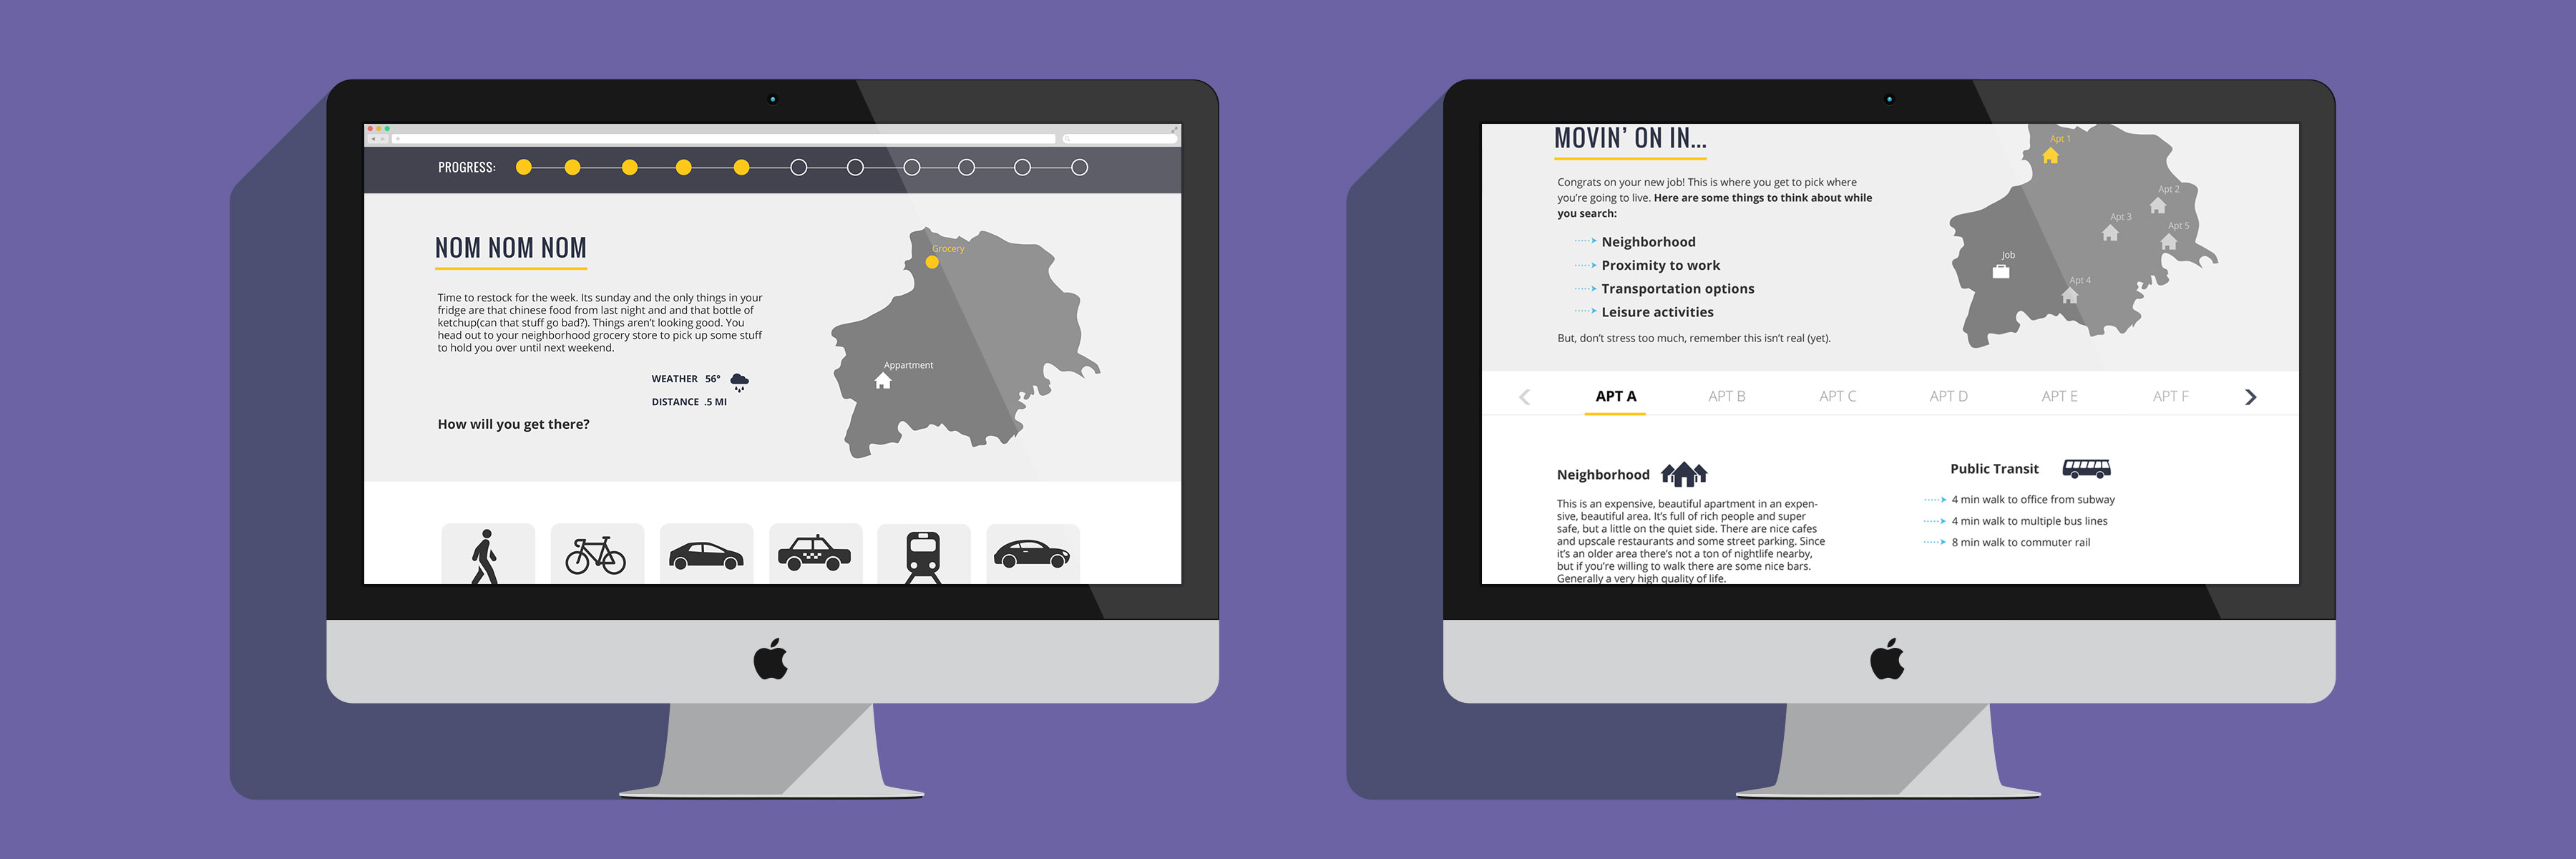 PROGRESS:
NOM NOM NOM
Time to restock for the week. Its sunday and the only things in your
fridge are that chinese food from last night and and that bottle of
ketchup(can that stuff go bad?). Things aren't looking good. You
head out to your neighborhood grocery store to pick up some stuff
to hold you over until next weekend.
WEATHER 56°
DISTANCE .5 MI
How will you get there?
Grocery
Appartment
MOVIN' ON IN...
Congrats on your new job! This is where you get to pick where
you're going to live. Here are some things to think about while
you search:
Neighborhood
Proximity to work
Transportation options
Leisure activities
But, don't stress too much, remember this isn't real (yet).
Apt 1
Apt 2
Apt 3
Apt 5
Job
Apt 4
APT A APT B APT C APT D APT E APT F
Neighborhood
This is an expensive, beautiful apartment in an expen-
sive, beautiful area. It's full of rich people and super
safe, but a little on the quiet side. There are nice cafes
and upscale restaurants and some street parking. Since
it's an older area there's not a ton of nightlife nearby,
but if you're willing to walk there are some nice bars.
Generally a very high quality of life.
Public Transit
4 min walk to office from subway
4 min walk to multiple bus lines
8 min walk to commuter rail